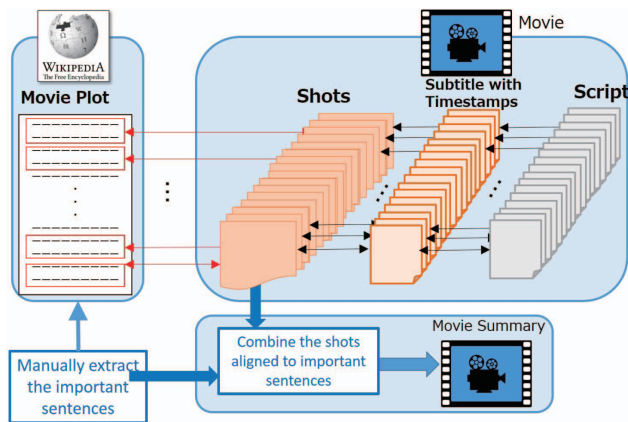 WIKIPEDIA
The Free Encyclopedia
Movie Plot
Movie
Shots
Subtitle with
Timestamps
Script
Manually extract
the important
sentences
Combine the shots
aligned to important
sentences
Movie Summary